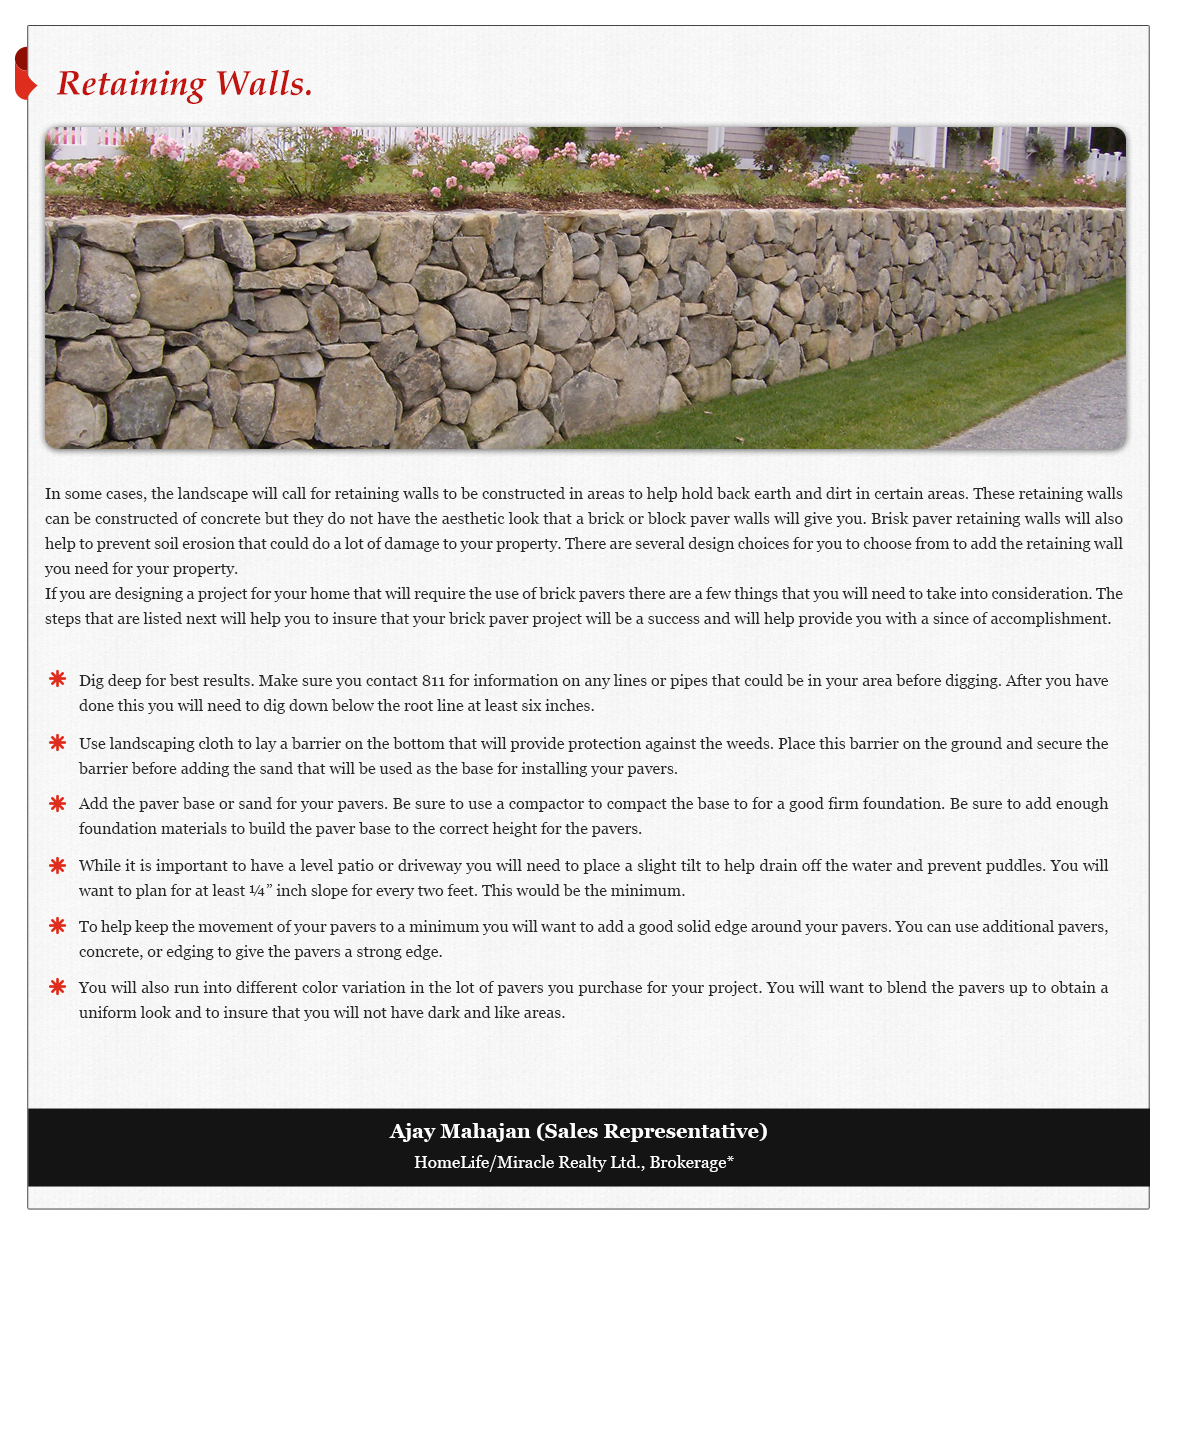 Retaining Walls.
In some cases, the landscape will call for retaining walls to be constructed in areas to help hold back earth and dirt in certain areas. These retaining walls
can be constructed of concrete but they do not have the aesthetic look that a brick or block paver walls will give you. Brisk paver retaining walls will also
help to prevent soil erosion that could do a lot of damage to your property. There are several design choices for you to choose from to add the retaining wall
you need for your property.
If you are designing a project for your home that will require the use of brick pavers there are a few things that you will need to take into consideration. The
steps that are listed next will help you to insure that your brick paver project will be a success and will help provide you with a since of accomplishment.
Dig deep for best results. Make sure you contact 811 for information on any lines or pipes that could be in your area before digging. After you have
done this you will need to dig down below the root line at least six inches.
Use landscaping cloth to lay a barrier on the bottom that will provide protection against the weeds. Place this barrier on the ground and secure the
barrier before adding the sand that will be used as the base for installing your pavers.
Add the paver base or sand for your pavers. Be sure to use a compactor to compact the base to for a good firm foundation. Be sure to add enough
foundation materials to build the paver base to the correct height for the pavers.
While it is important to have a level patio or driveway you will need to place a slight tilt to help drain off the water and prevent puddles. You will
want to plan for at least ¼” inch slope for every two feet. This would be the minimum.
To help keep the movement of your pavers to a minimum you will want to add a good solid edge around your pavers. You can use additional pavers,
concrete, or edging to give the pavers a strong edge.
You will also run into different color variation in the lot of pavers you purchase for your project. You will want to blend the pavers up to obtain a
uniform look and to insure that you will not have dark and like areas.
Ajay Mahajan (Sales Representative)
HomeLife/Miracle Realty Ltd., Brokerage*